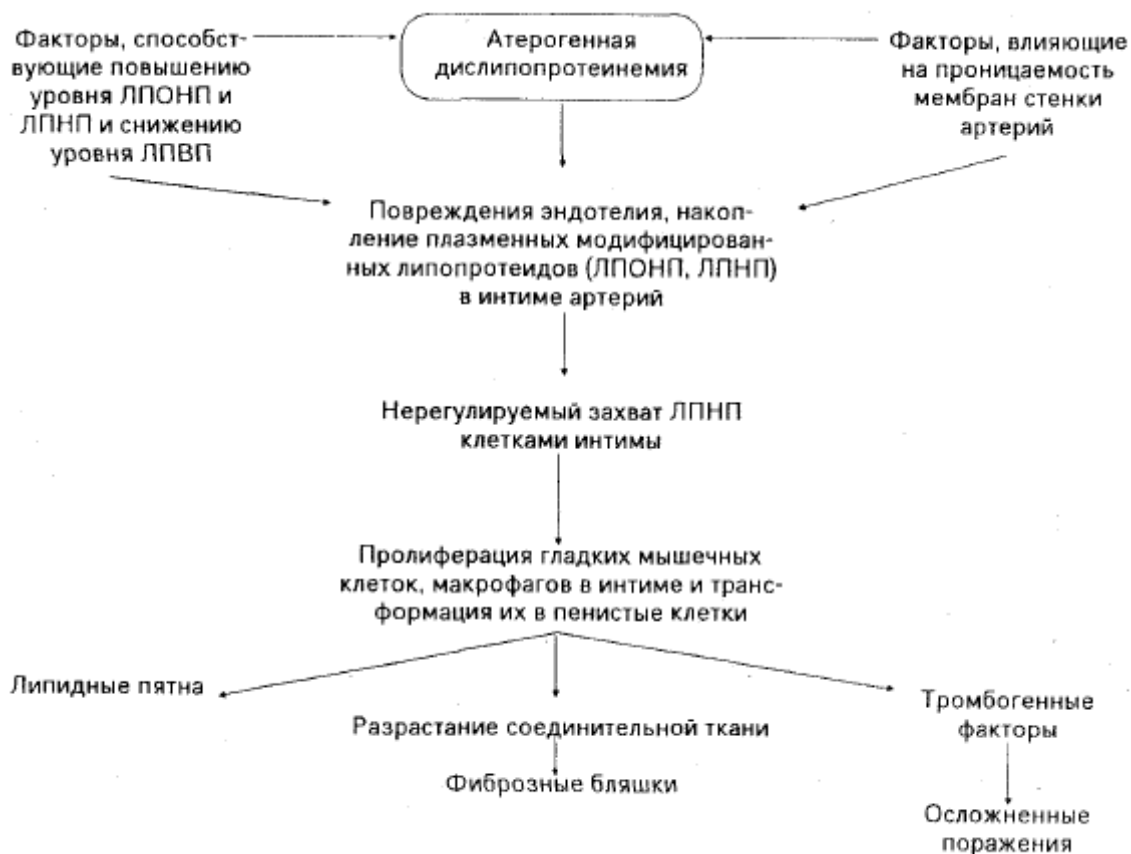 Факторы, способст-
вующие повышению
уровня ЛПОНП и
ЛПНП и снижению
уровня ЛПВП
Атерогенная
дислипопротеинемия
Факторы, влияющие
на проницаемость
мембран стенки
артерий
Повреждения эндотелия, накоп-
ление плазменных модифицирован-
ных липопротеидов (ЛПОНП, ЛПНП)
в интиме артерий
Нерегулируемый захват ЛПНП
клетками интимы
Пролиферация гладких мышечных
клеток, макрофагов в интиме и транс-
формация их в пенистые клетки
Липидные пятна
Разрастание соединительной ткани
Фиброзные бляшки
Тромбогенные
факторы
Осложненные
поражения